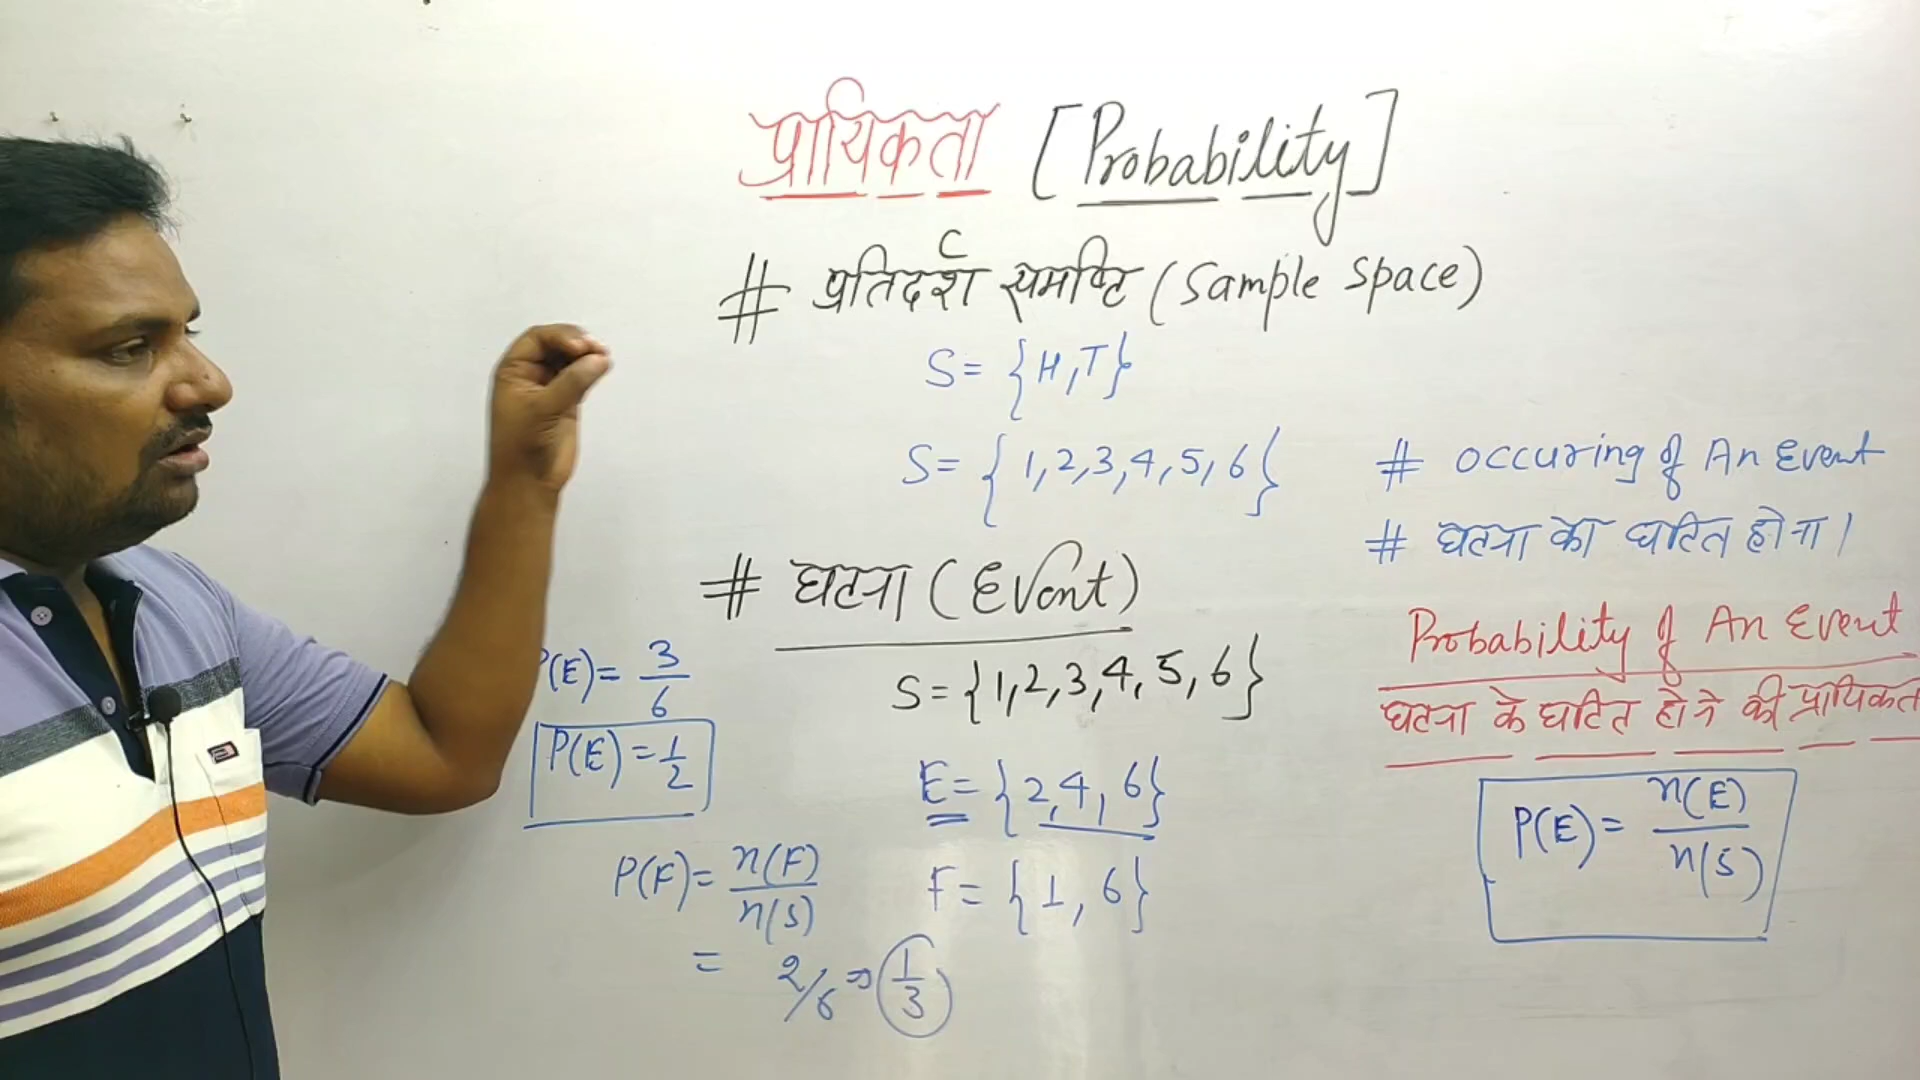 प्रायिकता [Probability]
# प्रतिदर्श समष्टि (Sample Space)
S = {H, T}
S = {1, 2, 3, 4, 5, 6}
# घटना (Event)
S = {1, 2, 3, 4, 5, 6}
E = {2, 4, 6}
F = {1, 6}
P(E) = 3/6
P(E) = 1/2
P(F) = n(F)/n(S)
= 2/6 ⇒ 1/3
# Occuring of An Event
# घटना का घटित होना।
Probability of An Event
घटना के घटित होने की प्रायिकता
P(E) = n(E)/n(S)